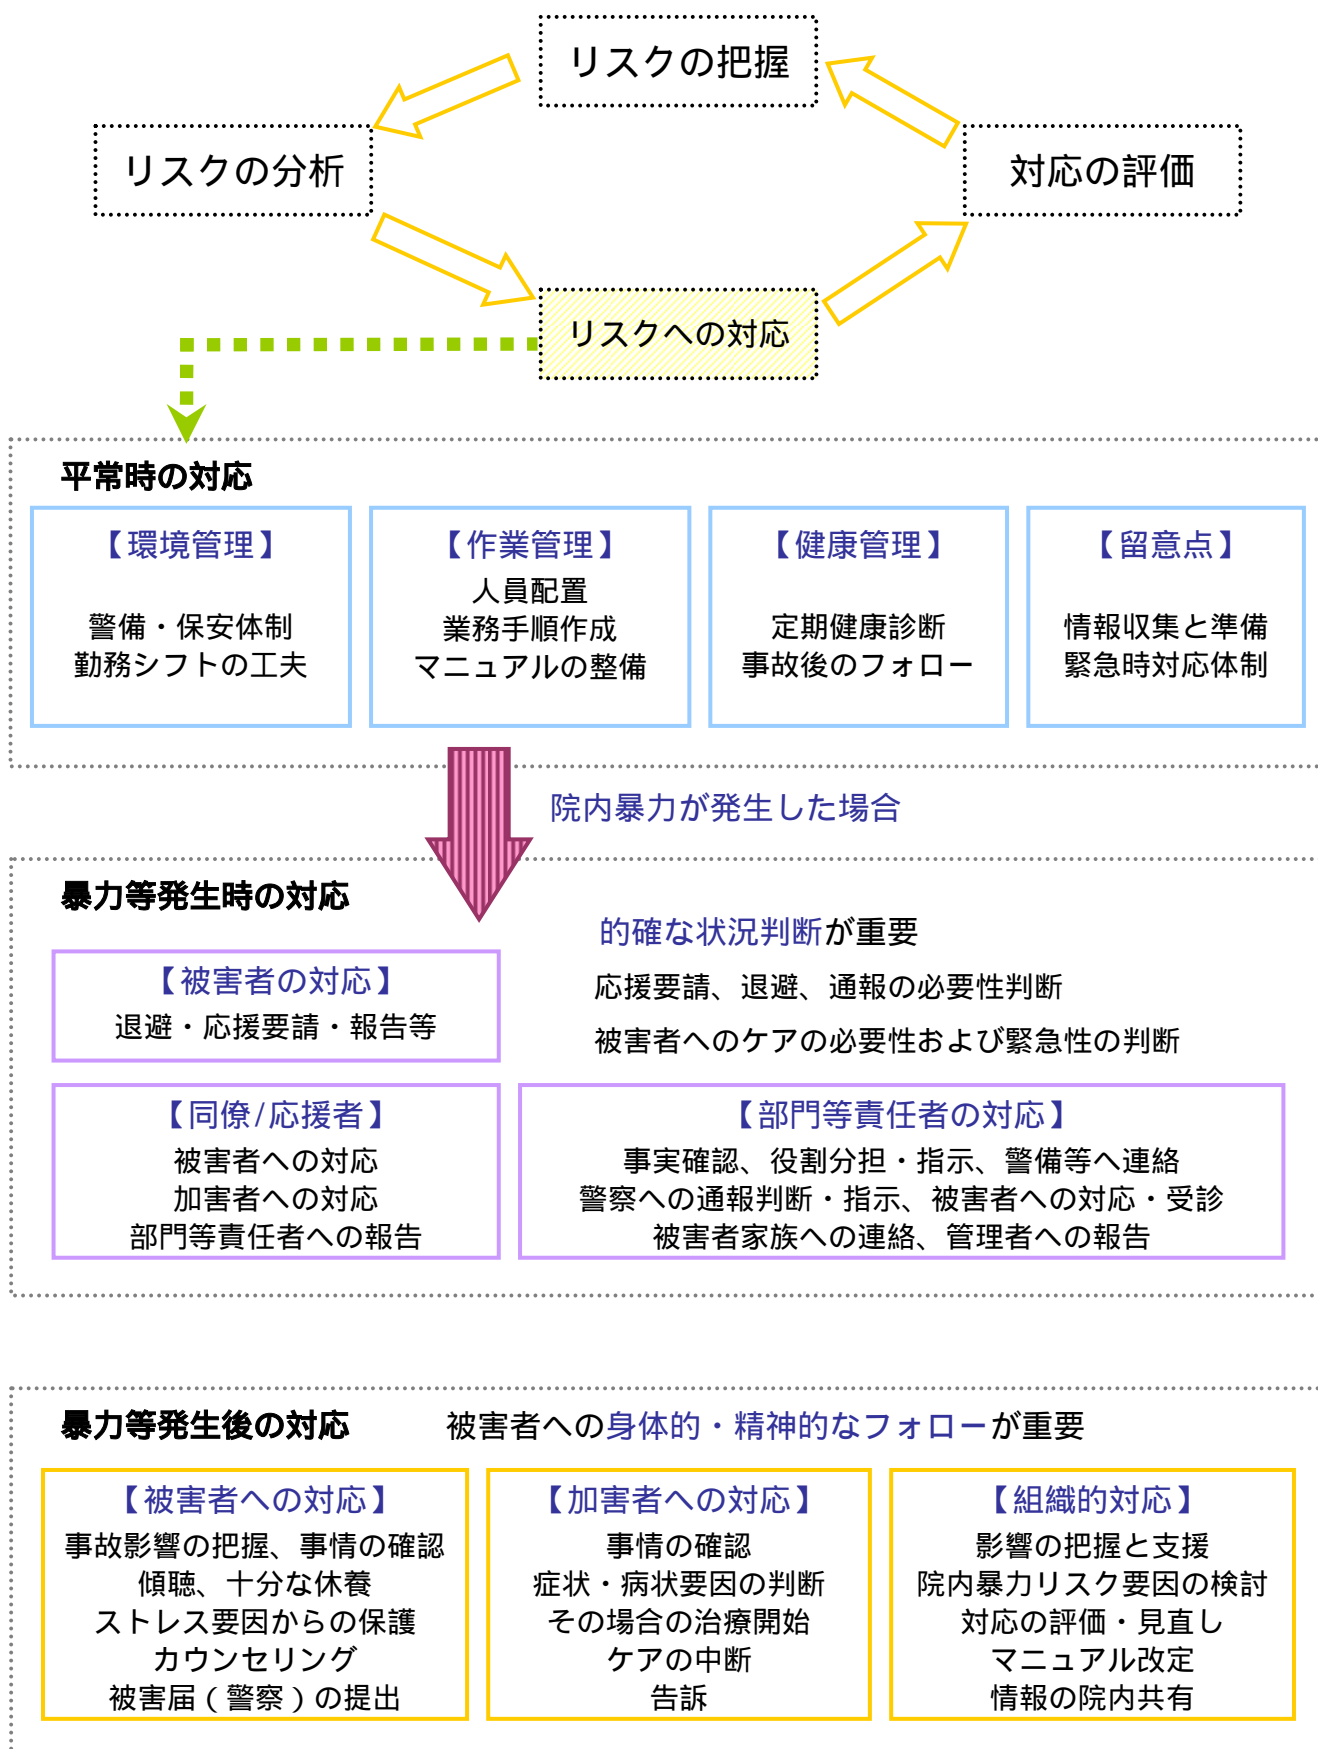 リスクの把握
リスクの分析
対応の評価
リスクへの対応
平常時の対応
【環境管理】
警備・保安体制
勤務シフトの工夫
【作業管理】
人員配置
業務手順作成
マニュアルの整備
【健康管理】
定期健康診断
事故後のフォロー
【留意点】
情報収集と準備
緊急時対応体制
院内暴力が発生した場合
暴力等発生時の対応
的確な状況判断が重要
応援要請、退避、通報の必要性判断
被害者へのケアの必要性および緊急性の判断
【被害者の対応】
退避・応援要請・報告等
【同僚/応援者】
被害者への対応
加害者への対応
部門等責任者への報告
【部門等責任者の対応】
事実確認、役割分担・指示、警備等へ連絡
警察への通報判断・指示、被害者への対応・受診
被害者家族への連絡、管理者への報告
暴力等発生後の対応
被害者への身体的・精神的なフォローが重要
【被害者への対応】
事故影響の把握、事情の確認
傾聴、十分な休養
ストレス要因からの保護
カウンセリング
被害届(警察)の提出
【加害者への対応】
事情の確認
症状・病状要因の判断
その場合の治療開始
ケアの中断
告訴
【組織的対応】
影響の把握と支援
院内暴力リスク要因の検討
対応の評価・見直し
マニュアル改定
情報の院内共有